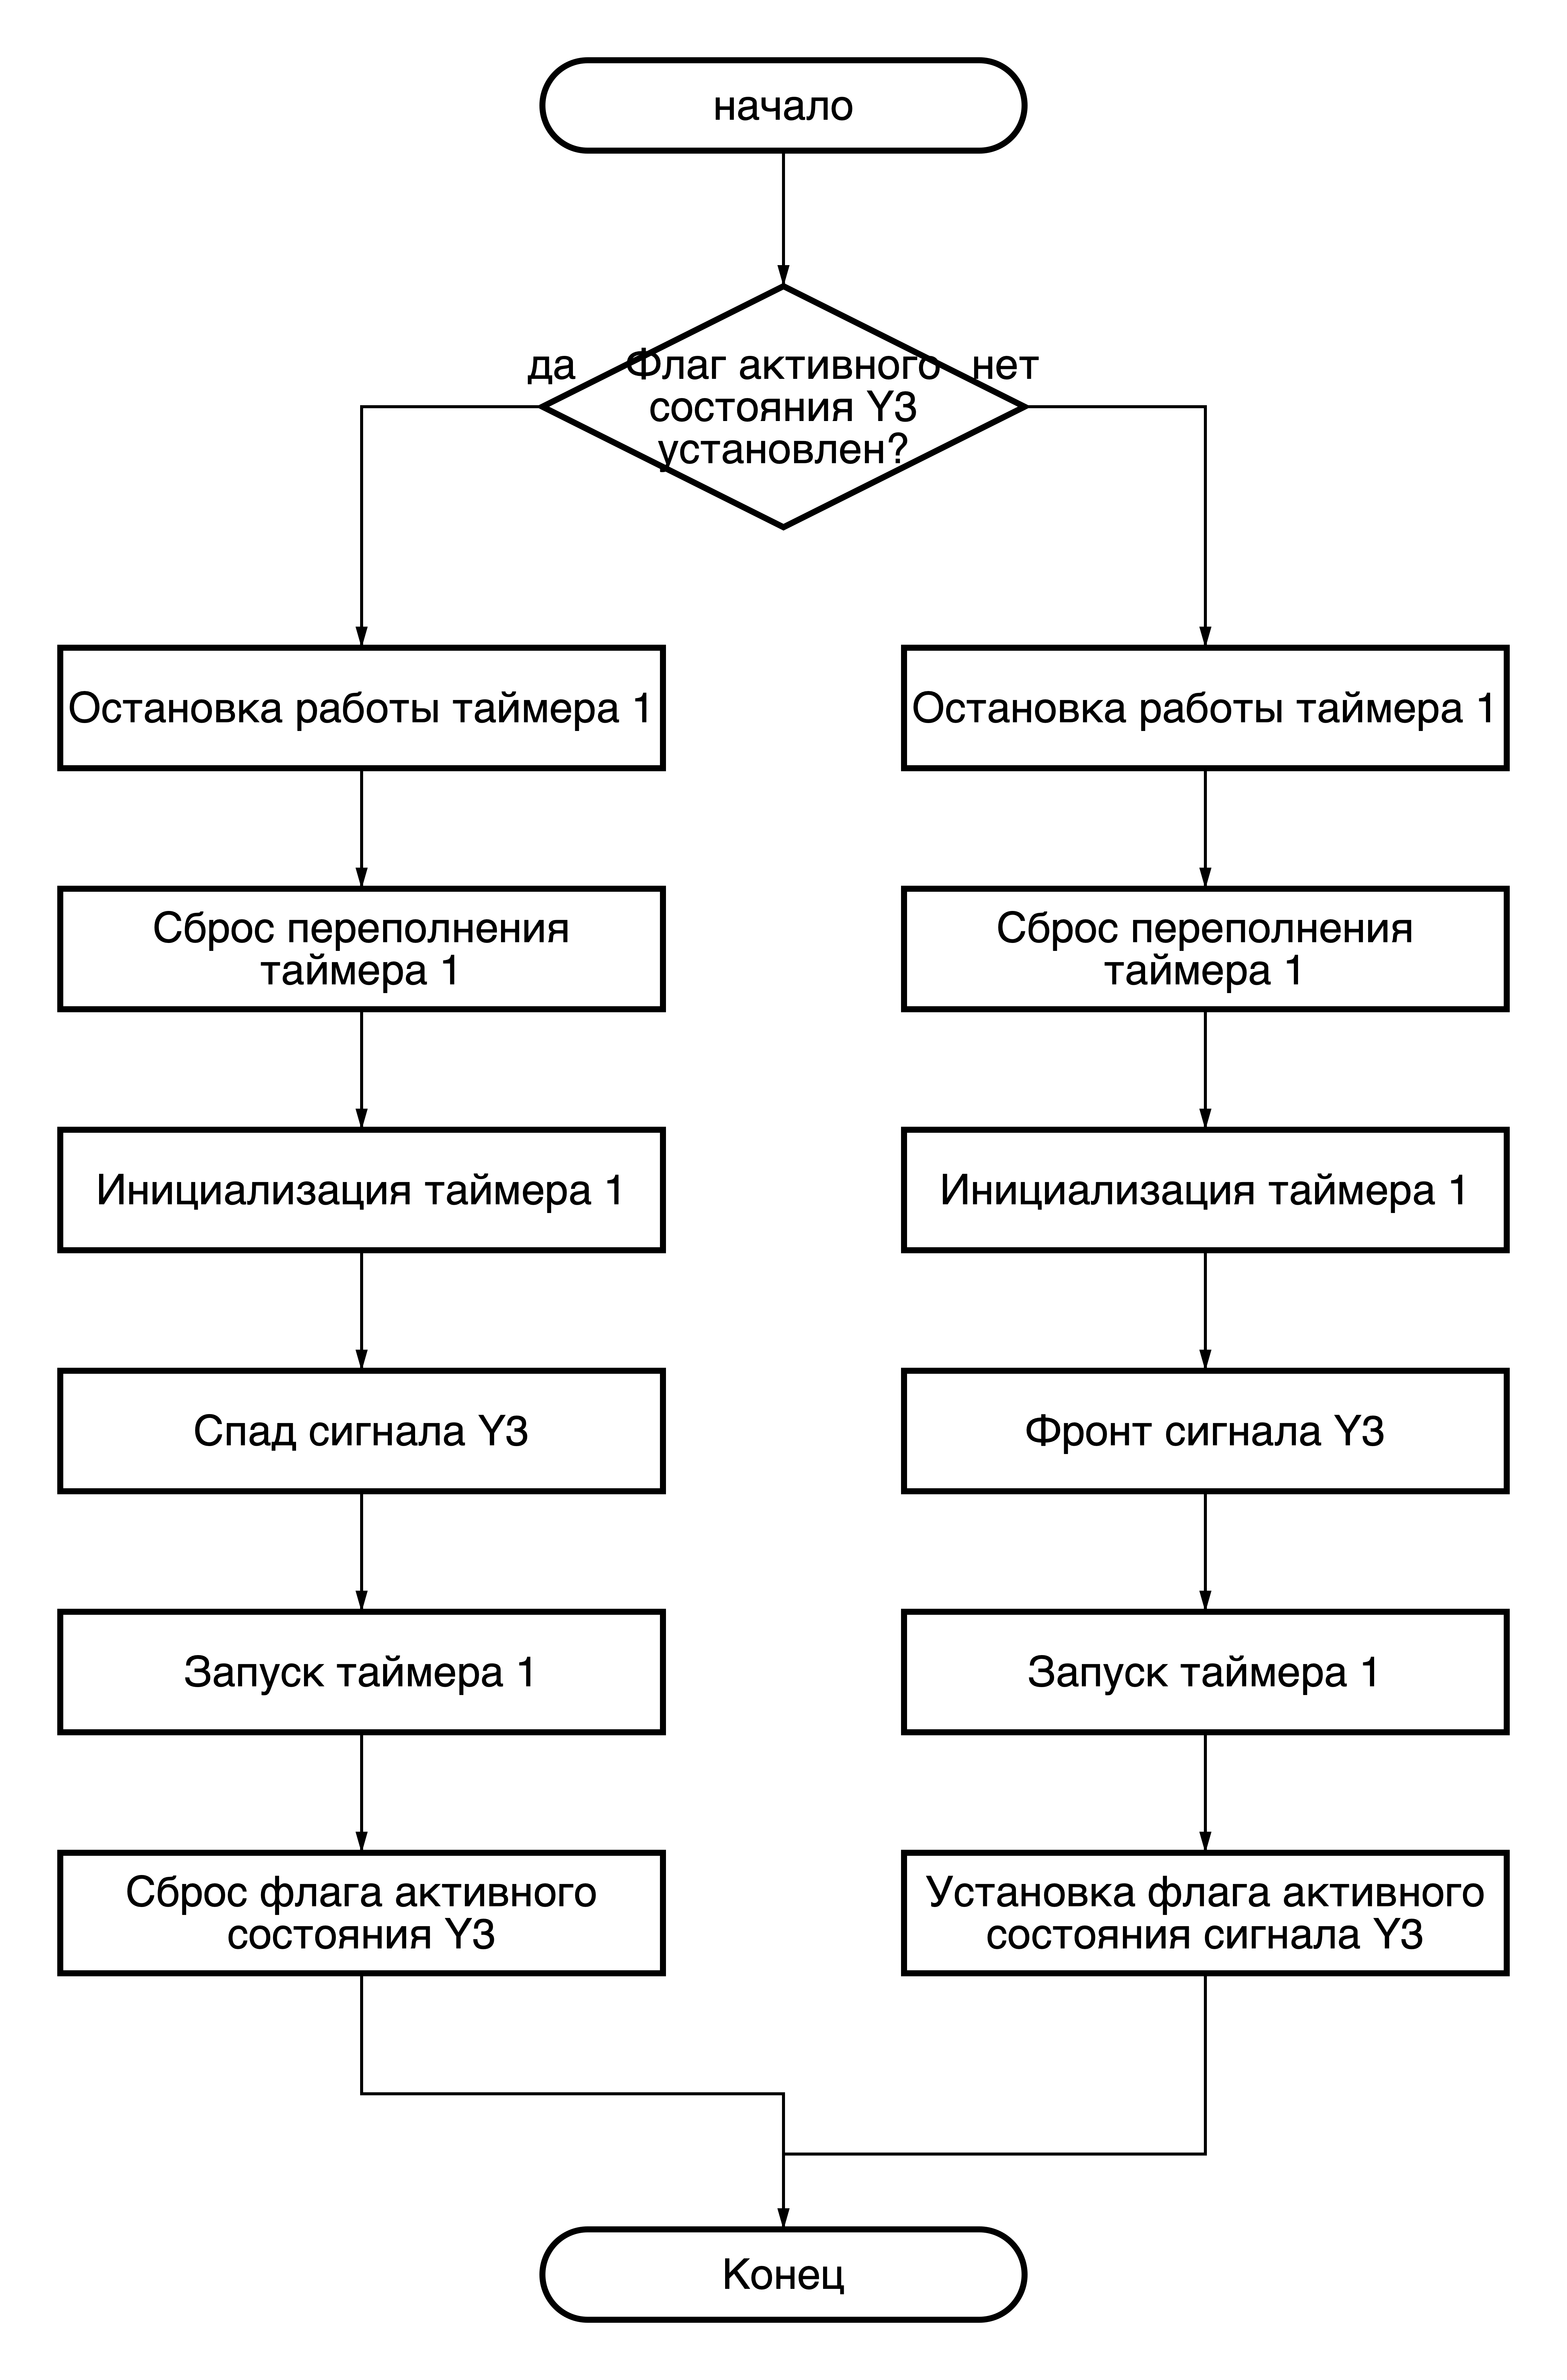 начало
да
Флаг активного
состояния Y3
установлен?
нет
Остановка работы таймера 1
Сброс переполнения
таймера 1
Инициализация таймера 1
Спад сигнала Y3
Запуск таймера 1
Сброс флага активного
состояния Y3
Остановка работы таймера 1
Сброс переполнения
таймера 1
Инициализация таймера 1
Фронт сигнала Y3
Запуск таймера 1
Установка флага активного
состояния сигнала Y3
Конец